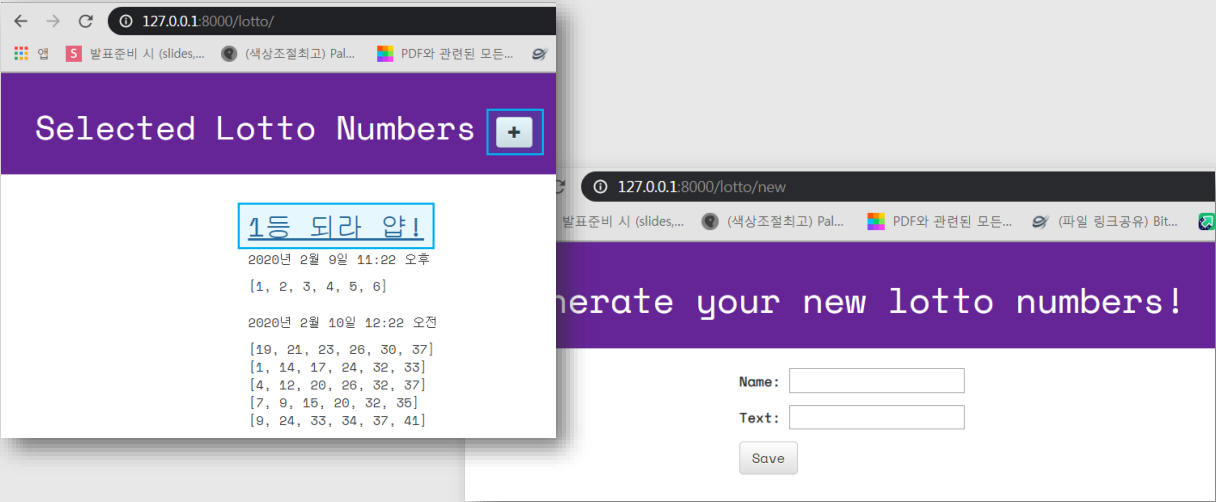 127.0.0.1:8000/lotto/
앱
발표준비 시 (slides,...
(색상조절최고) Pal...
PDF와 관련된 모든...
Selected Lotto Numbers
+
1등 되라 얍!
2020년 2월 9일 11:22 오후
[1, 2, 3, 4, 5, 6]
2020년 2월 10일 12:22 오전
[19, 21, 23, 26, 30, 37]
[1, 14, 17, 24, 32, 33]
[4, 12, 20, 26, 32, 37]
[7, 9, 15, 20, 32, 35]
[9, 24, 33, 34, 37, 41]
127.0.0.1:8000/lotto/new
발표준비 시 (slides,...
(색상조절최고) Pal...
PDF와 관련된 모든...
(파일 링크공유) Bit...
nerate your new lotto numbers!
Name:
Text:
Save